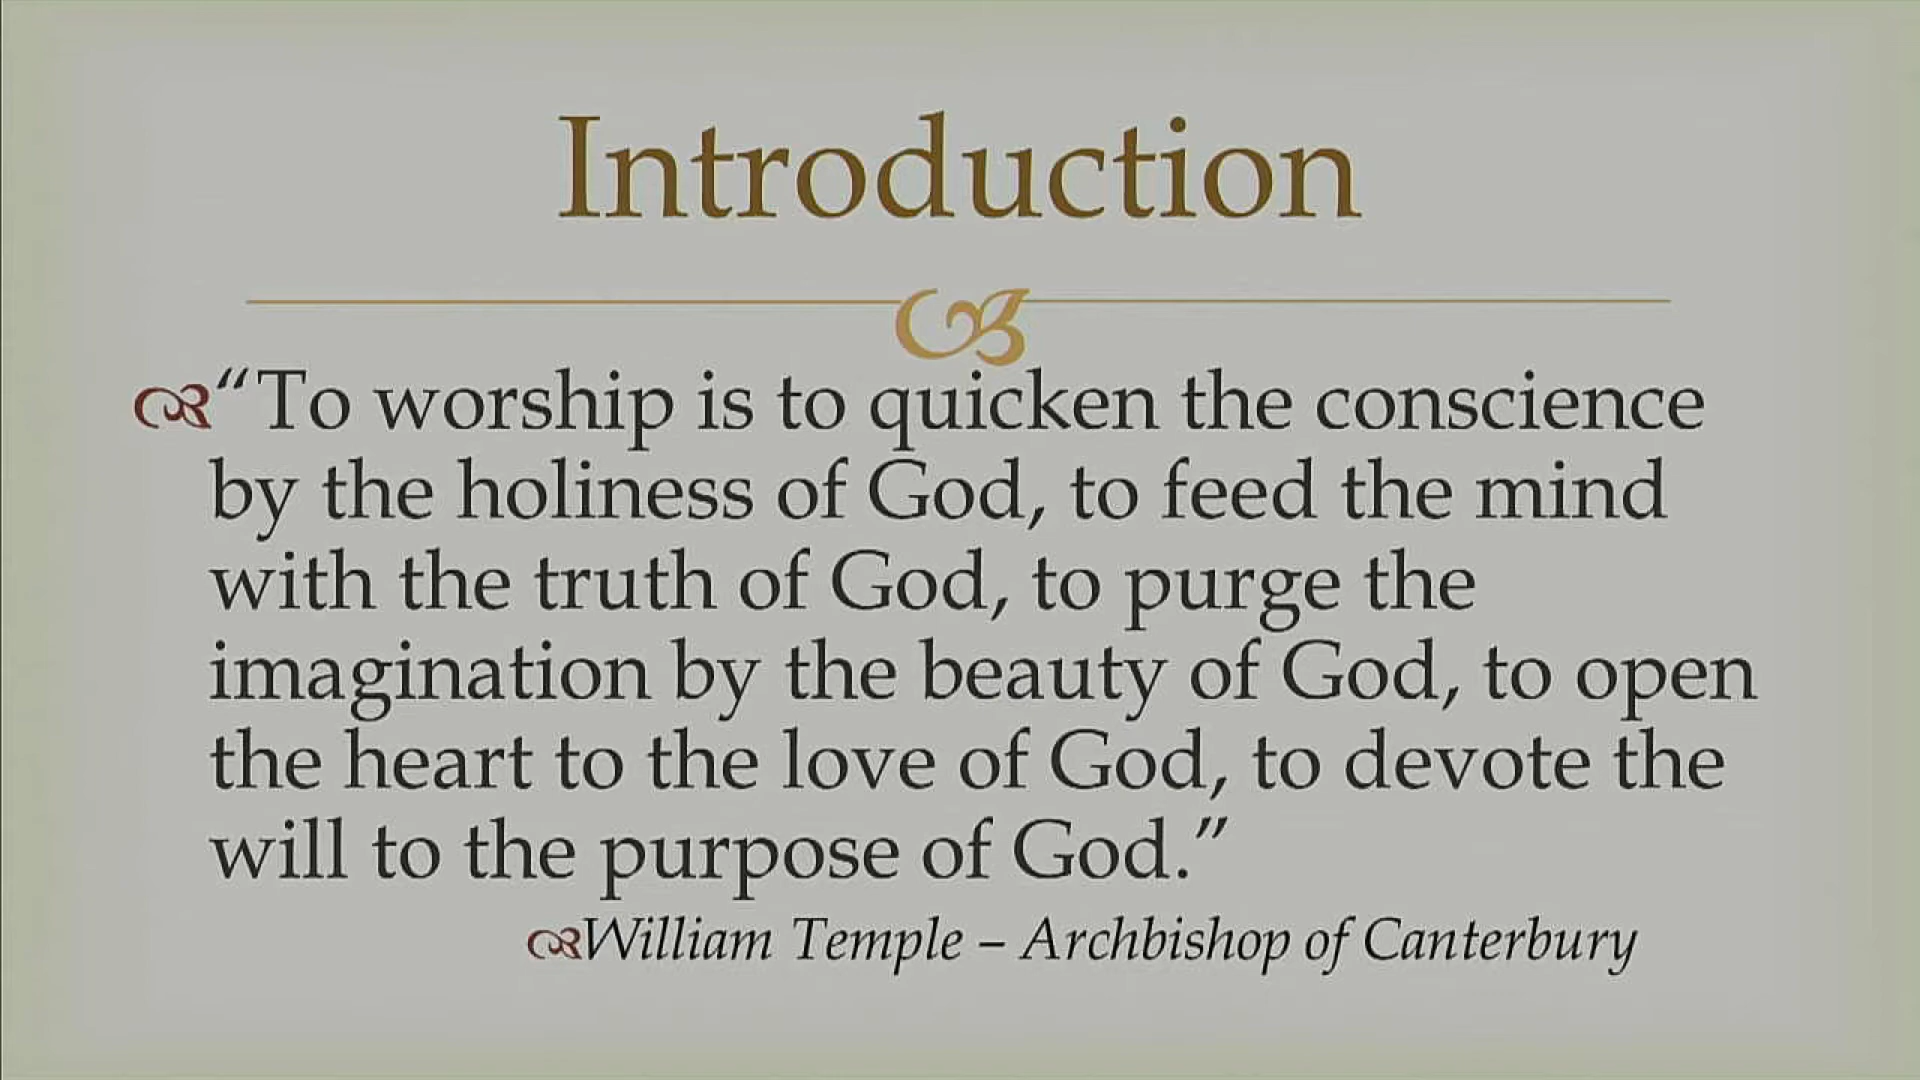 Introduction
“To worship is to quicken the conscience
by the holiness of God, to feed the mind
with the truth of God, to purge the
imagination by the beauty of God, to open
the heart to the love of God, to devote the
will to the purpose of God.”
William Temple – Archbishop of Canterbury